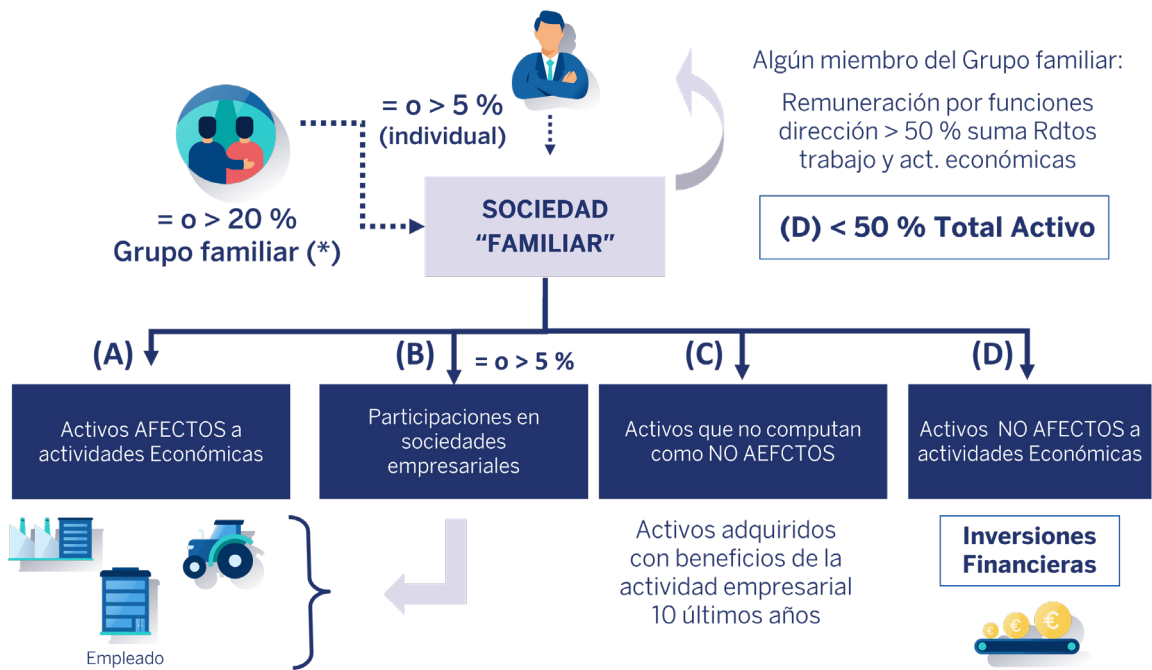 = o > 5 %
(individual)
= o > 20 %
Grupo familiar (*)
SOCIEDAD
“FAMILIAR”
Algún miembro del Grupo familiar:
Remuneración por funciones
dirección > 50 % suma Rdtos
trabajo y act. económicas
(D) < 50 % Total Activo
(A)
(B)
= o > 5 %
(C)
(D)
Activos AFECTOS a
actividades Económicas
Participaciones en
sociedades
empresariales
Activos que no computan
como NO AEFCTOS
Activos NO AFECTOS a
actividades Económicas
Empleado
Activos adquiridos
con beneficios de la
actividad empresarial
10 últimos años
Inversiones
Financieras
€
€
€